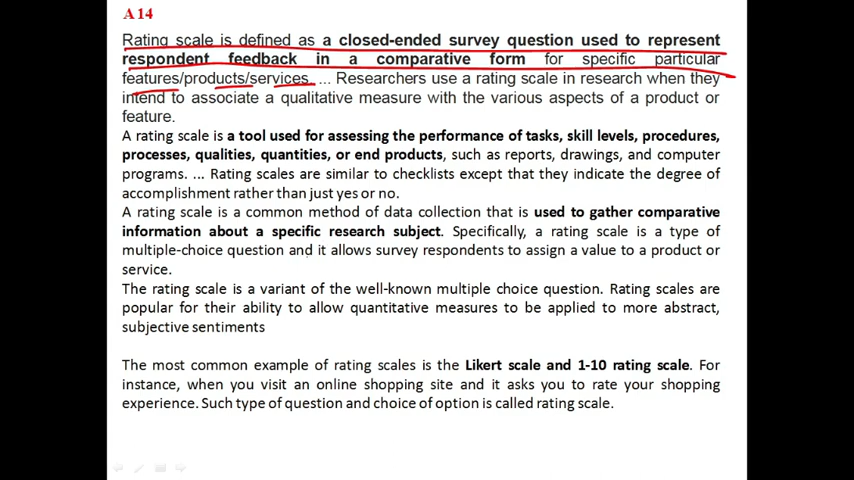 A 14
Rating scale is defined as a closed-ended survey question used to represent
respondent feedback in a comparative form for specific particular
features/products/services. ... Researchers use a rating scale in research when they
intend to associate a qualitative measure with the various aspects of a product or
feature.
A rating scale is a tool used for assessing the performance of tasks, skill levels, procedures,
processes, qualities, quantities, or end products, such as reports, drawings, and computer
programs. ... Rating scales are similar to checklists except that they indicate the degree of
accomplishment rather than just yes or no.
A rating scale is a common method of data collection that is used to gather comparative
information about a specific research subject. Specifically, a rating scale is a type of
multiple-choice question and it allows survey respondents to assign a value to a product or
service.
The rating scale is a variant of the well-known multiple choice question. Rating scales are
popular for their ability to allow quantitative measures to be applied to more abstract,
subjective sentiments
The most common example of rating scales is the Likert scale and 1-10 rating scale. For
instance, when you visit an online shopping site and it asks you to rate your shopping
experience. Such type of question and choice of option is called rating scale.